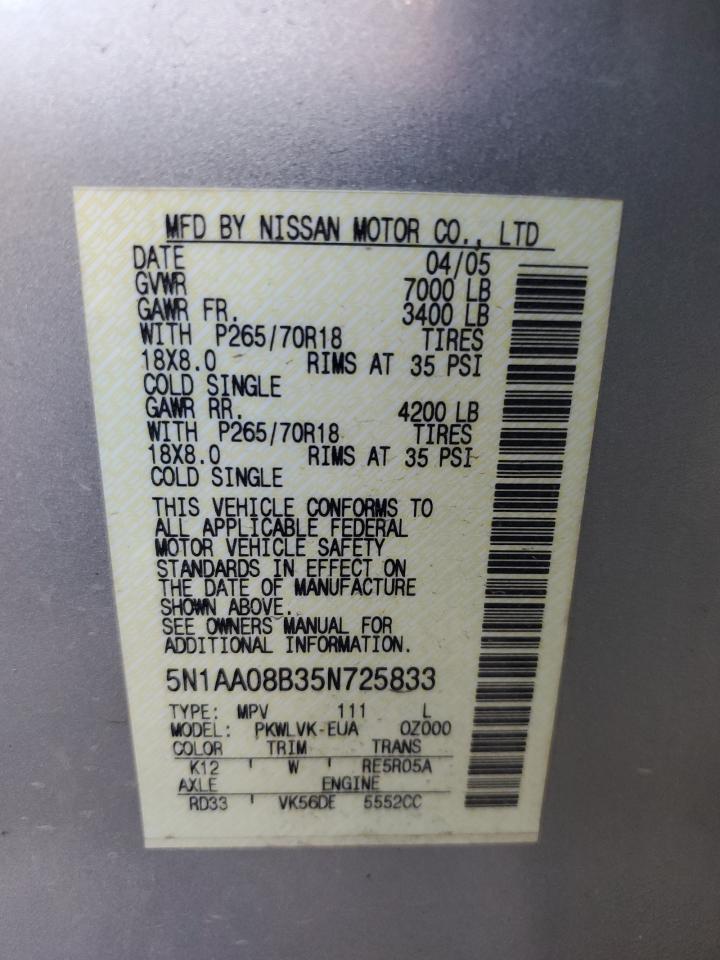 MFD BY NISSAN MOTOR CO., LTD
DATE 04/05
GVWR 7000 LB
GAWR FR. 3400 LB
WITH P265/70R18 TIRES
18X8.0 RIMS AT 35 PSI
COLD SINGLE
GAWR RR. 4200 LB
WITH P265/70R18 TIRES
18X8.0 RIMS AT 35 PSI
COLD SINGLE
THIS VEHICLE CONFORMS TO
ALL APPLICABLE FEDERAL
MOTOR VEHICLE SAFETY
STANDARDS IN EFFECT ON
THE DATE OF MANUFACTURE
SHOWN ABOVE.
SEE OWNERS MANUAL FOR
ADDITIONAL INFORMATION.
5N1AA08B35N725833
TYPE: MPV 111 L
MODEL: PKWLVK-EUA 0Z000
COLOR TRIM TRANS
K12 W RE5R05A
AXLE ENGINE
RD33 VK56DE 5552CC